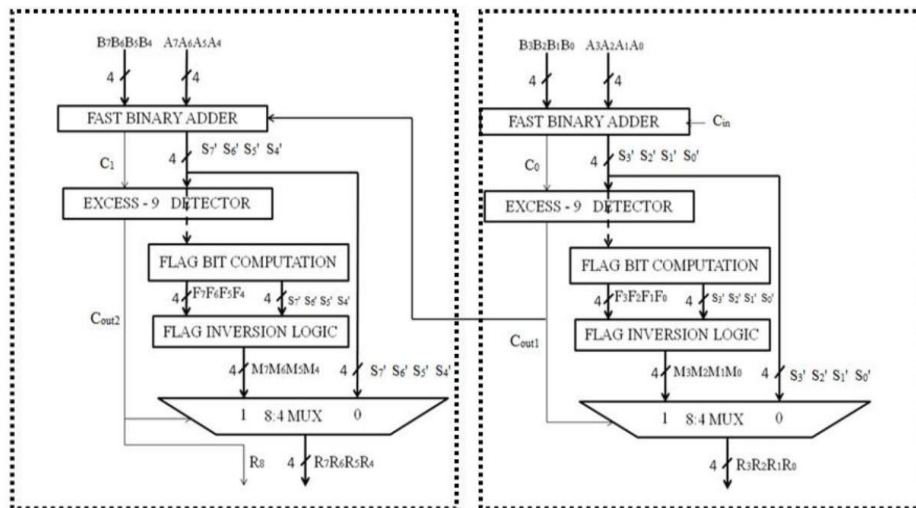 B7B6B5B4 A7A6A5A4
4 4
FAST BINARY ADDER
C1
4 S7' S6' S5' S4'
EXCESS - 9 DETECTOR
FLAG BIT COMPUTATION
4 F7F6F5F4 4 S7' S6' S5' S4'
Cout2
FLAG INVERSION LOGIC
4 M7M6M5M4 4 S7' S6' S5' S4'
1 8:4 MUX 0
R8
4 R7R6R5R4
B3B2B1B0 A3A2A1A0
4 4
FAST BINARY ADDER
Cin
C0
4 S3' S2' S1' S0'
EXCESS - 9 DETECTOR
FLAG BIT COMPUTATION
4 F3F2F1F0 4 S3' S2' S1' S0'
Cout1
FLAG INVERSION LOGIC
4 M3M2M1M0 4 S3' S2' S1' S0'
1 8:4 MUX 0
4 R3R2R1R0